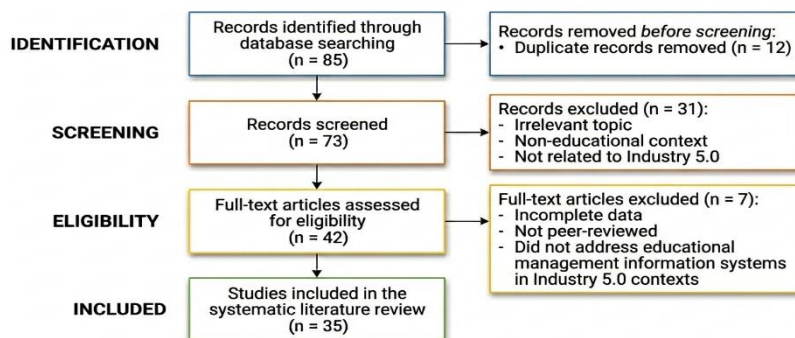 IDENTIFICATION
Records identified through
database searching
(n = 85)
Records removed before screening:
• Duplicate records removed (n = 12)
SCREENING
Records screened
(n = 73)
Records excluded (n = 31):
- Irrelevant topic
- Non-educational context
- Not related to Industry 5.0
ELIGIBILITY
Full-text articles assessed
for eligibility
(n = 42)
Full-text articles excluded (n = 7):
- Incomplete data
- Not peer-reviewed
- Did not address educational
management information systems
in Industry 5.0 contexts
INCLUDED
Studies included in the
systematic literature review
(n = 35)